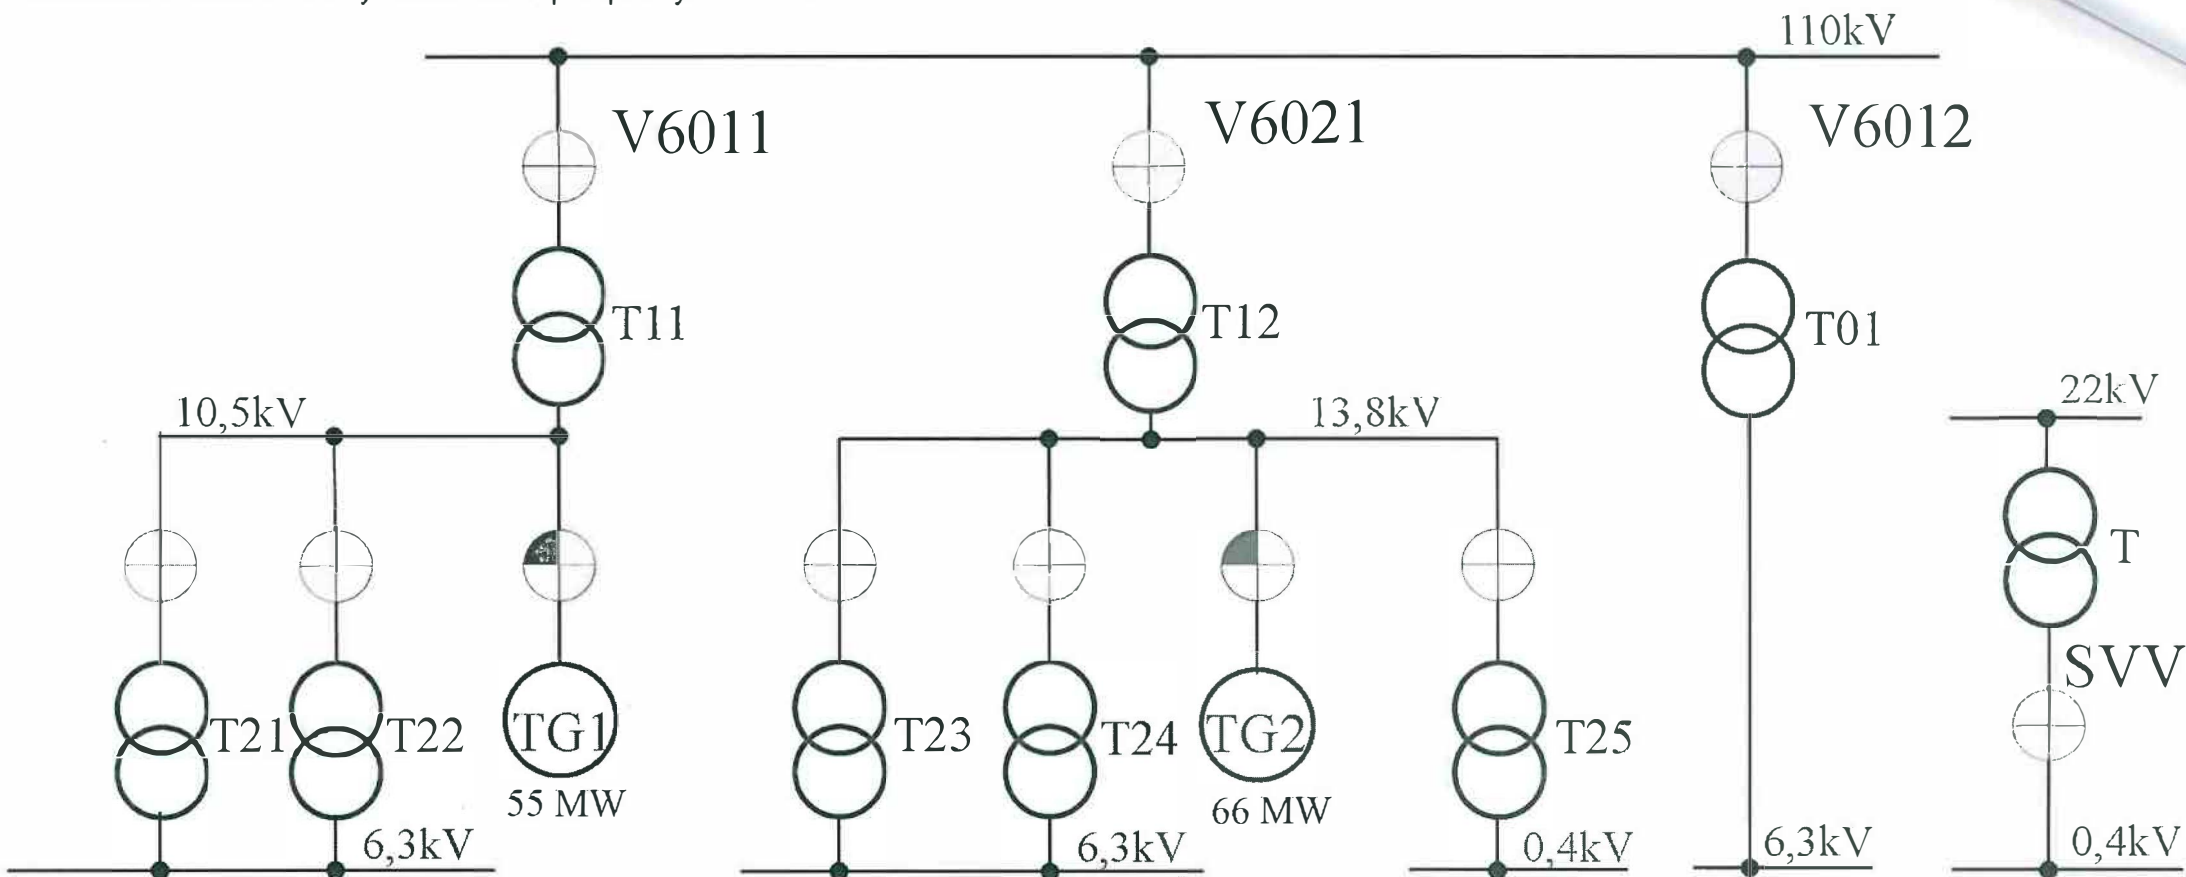 110kV
V6011
V6021
V6012
T11
T12
T01
10,5kV
13,8kV
22kV
T
SVV
T21
T22
TG1
T23
T24
TG2
T25
55 MW
66 MW
6,3kV
6,3kV
0,4kV
6,3kV
0,4kV